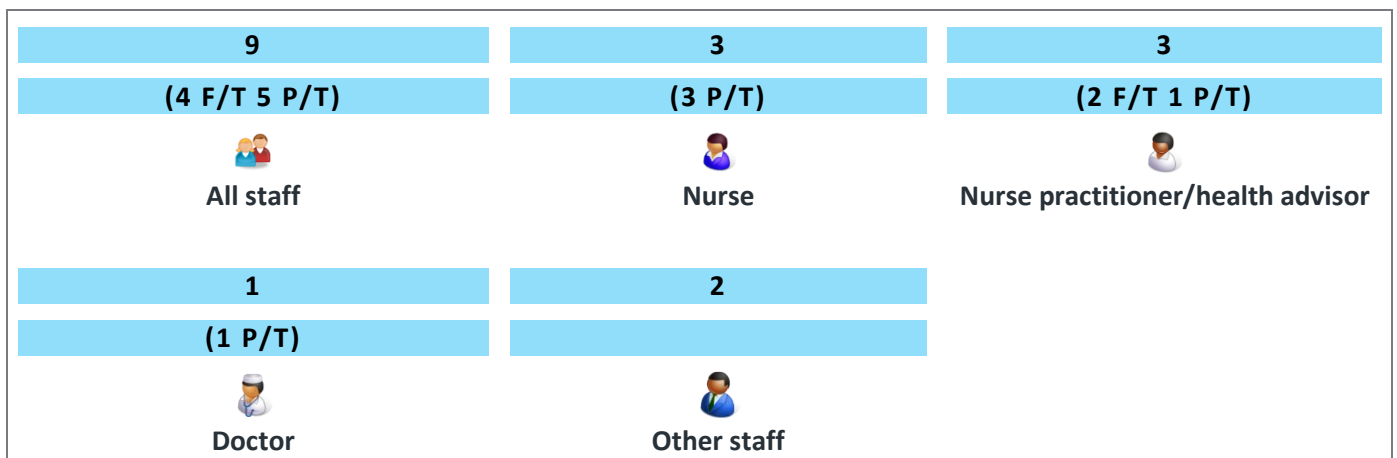 9 3 3
(4 F/T 5 P/T) (3 P/T) (2 F/T 1 P/T)
All staff Nurse Nurse practitioner/health advisor
1 2
(1 P/T)
Doctor Other staff